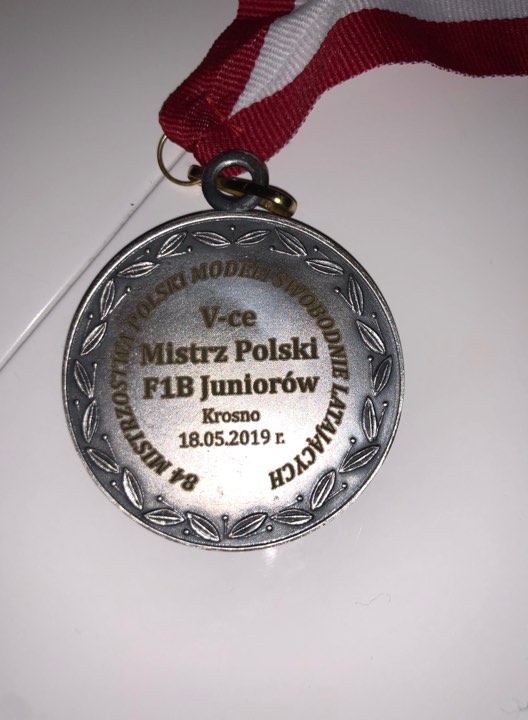 84 MISTRZOSTWA POLSKI MODELI SWOBODNIE LATAJĄCYCH
V-ce
Mistrz Polski
F1B Juniorów
Krosno
18.05.2019 r.